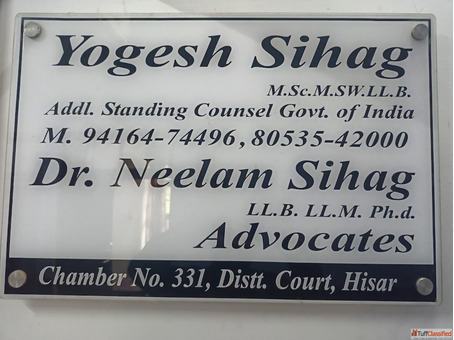 Yogesh Sihag
M.Sc.M.SW.LL.B.
Addl. Standing Counsel Govt. of India
M. 94164-74496,80535-42000
Dr. Neelam Sihag
LL.B. LL.M. Ph.d.
Advocates
Chamber No. 331, Distt. Court, Hisar
TuffClassified